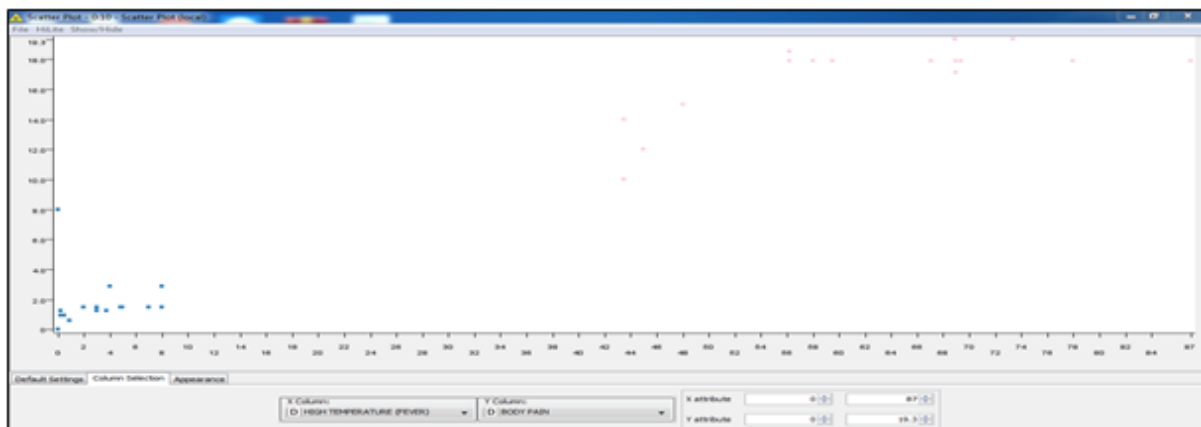 Scatter Plot - 0:10 - Scatter Plot (local)
File HiLite Show/Hide
19.3
18.0
16.0
14.0
12.0
10.0
8.0
6.0
4.0
2.0
0
0 2 4 6 8 10 12 14 16 18 20 22 24 26 28 30 32 34 36 38 40 42 44 46 48 50 52 54 56 58 60 62 64 66 68 70 72 74 76 78 80 82 84 87
Default Settings Column Selection Appearance
X Column: Y Column:
D HIGH TEMPERATURE (FEVER) D BODY PAIN
X attribute 0 87
Y attribute 0 19.3